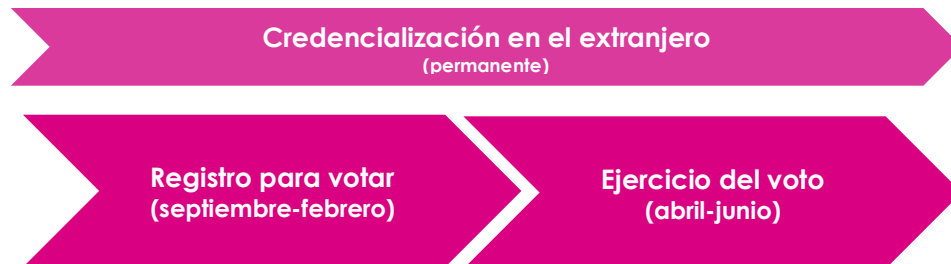 Credencialización en el extranjero
(permanente)
Registro para votar
(septiembre-febrero)
Ejercicio del voto
(abril-junio)